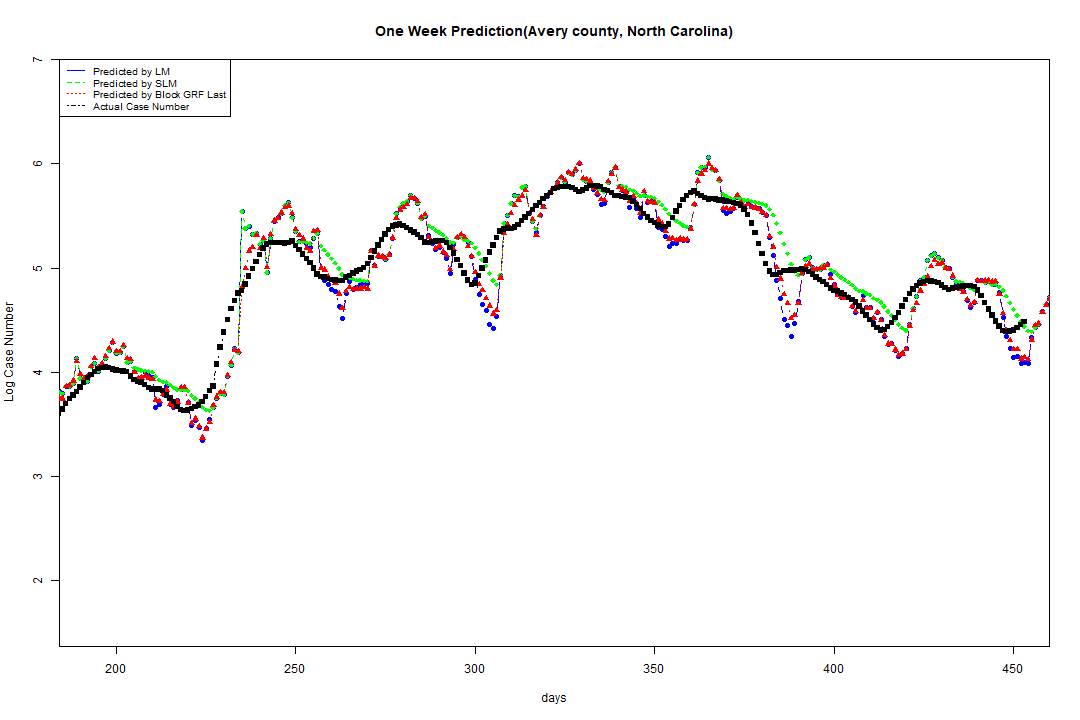 One Week Prediction(Avery county, North Carolina)
7
Predicted by LM
Predicted by SLM
Predicted by Block GRF Last
Actual Case Number
6
5
4
3
2
Log Case Number
200 250 300 350 400 450
days